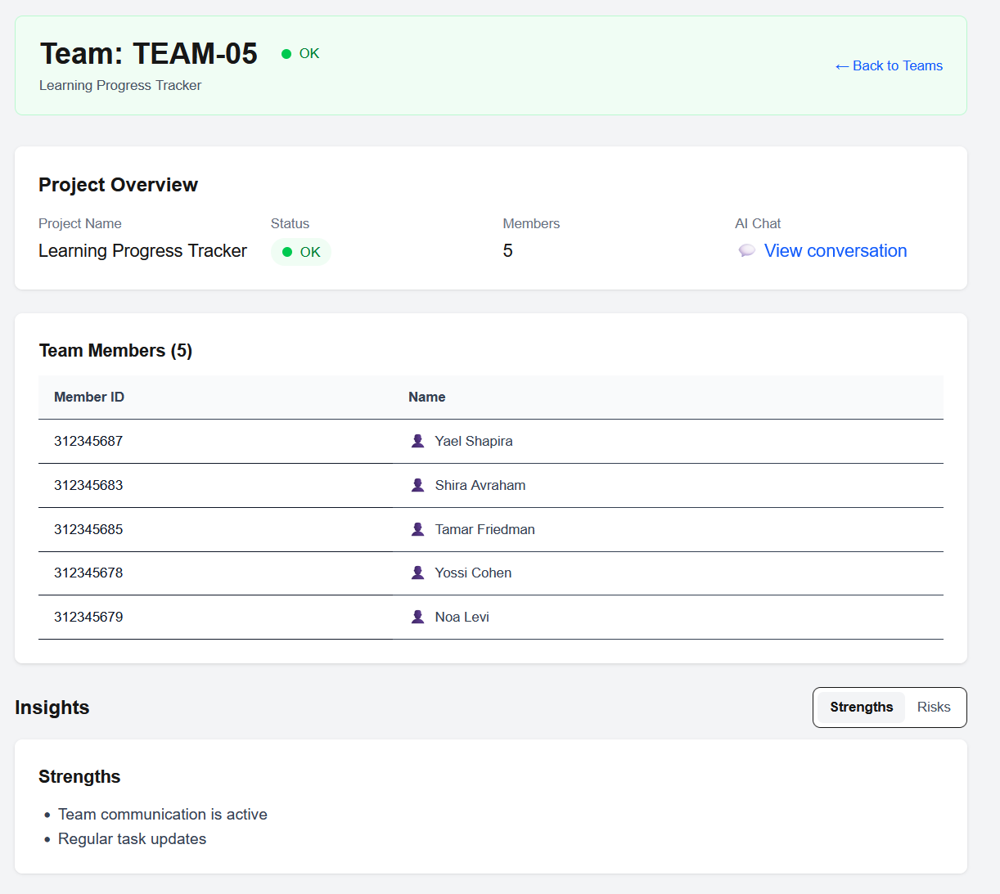 Team: TEAM-05 OK
Learning Progress Tracker
← Back to Teams
Project Overview
Project Name Status Members AI Chat
Learning Progress Tracker OK 5 View conversation
Team Members (5)
Member ID Name
312345687 Yael Shapira
312345683 Shira Avraham
312345685 Tamar Friedman
312345678 Yossi Cohen
312345679 Noa Levi
Insights Strengths Risks
Strengths
• Team communication is active
• Regular task updates